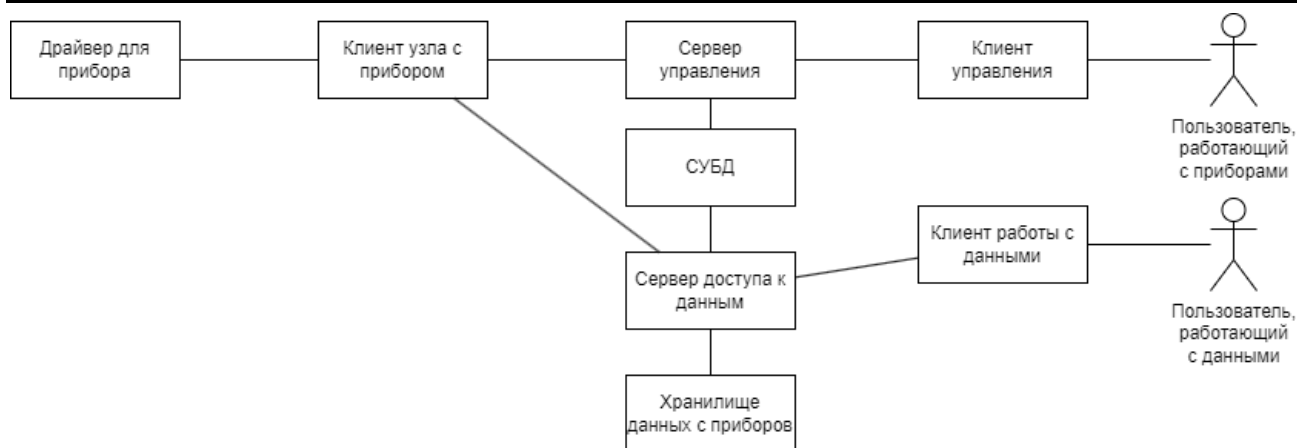 Драйвер для
прибора
Клиент узла с
прибором
Сервер
управления
Клиент
управления
Пользователь,
работающий
с приборами
СУБД
Клиент работы с
данными
Сервер доступа к
данным
Пользователь,
работающий
с данными
Хранилище
данных с приборов